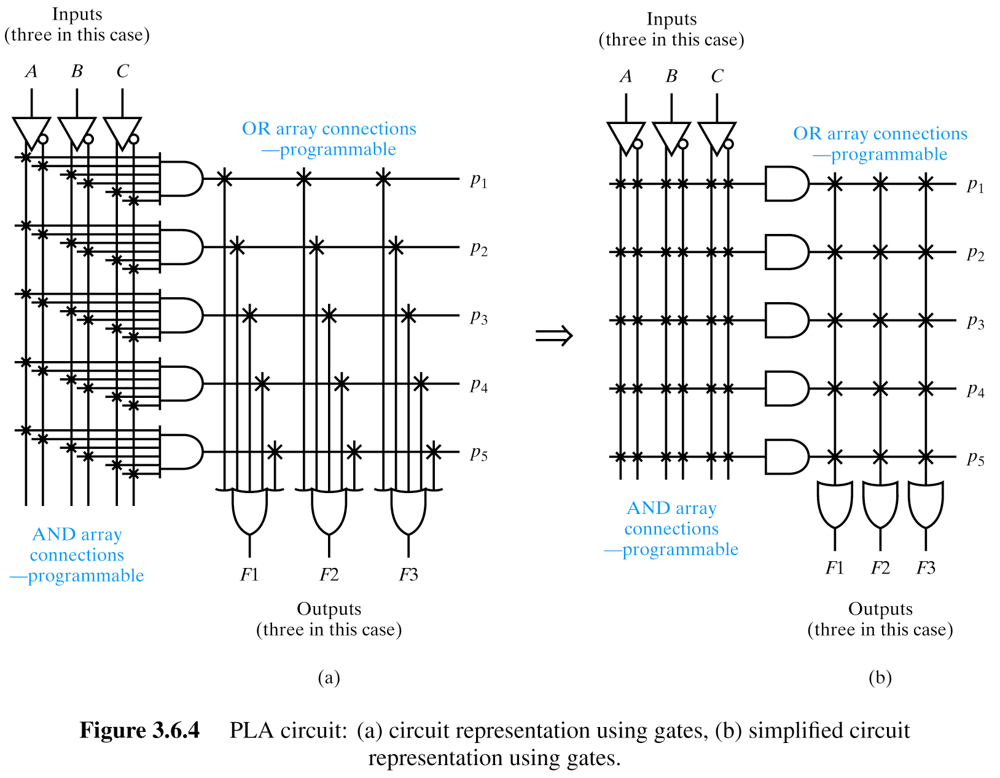 Inputs
(three in this case)
A B C
OR array connections
—programmable
p1
p2
p3
p4
p5
AND array
connections
—programmable
F1 F2 F3
Outputs
(three in this case)
(a)
⇒
Inputs
(three in this case)
A B C
OR array connections
—programmable
p1
p2
p3
p4
p5
AND array
connections
—programmable
F1 F2 F3
Outputs
(three in this case)
(b)
Figure 3.6.4 PLA circuit: (a) circuit representation using gates, (b) simplified circuit
representation using gates.